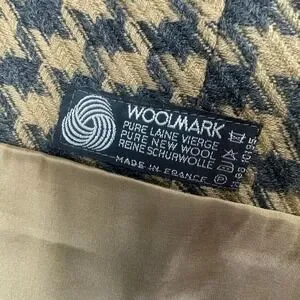 WOOLMARK
PURE LAINE VIERGE
PURE NEW WOOL
REINE SCHURWOLLE
MADE IN FRANCE